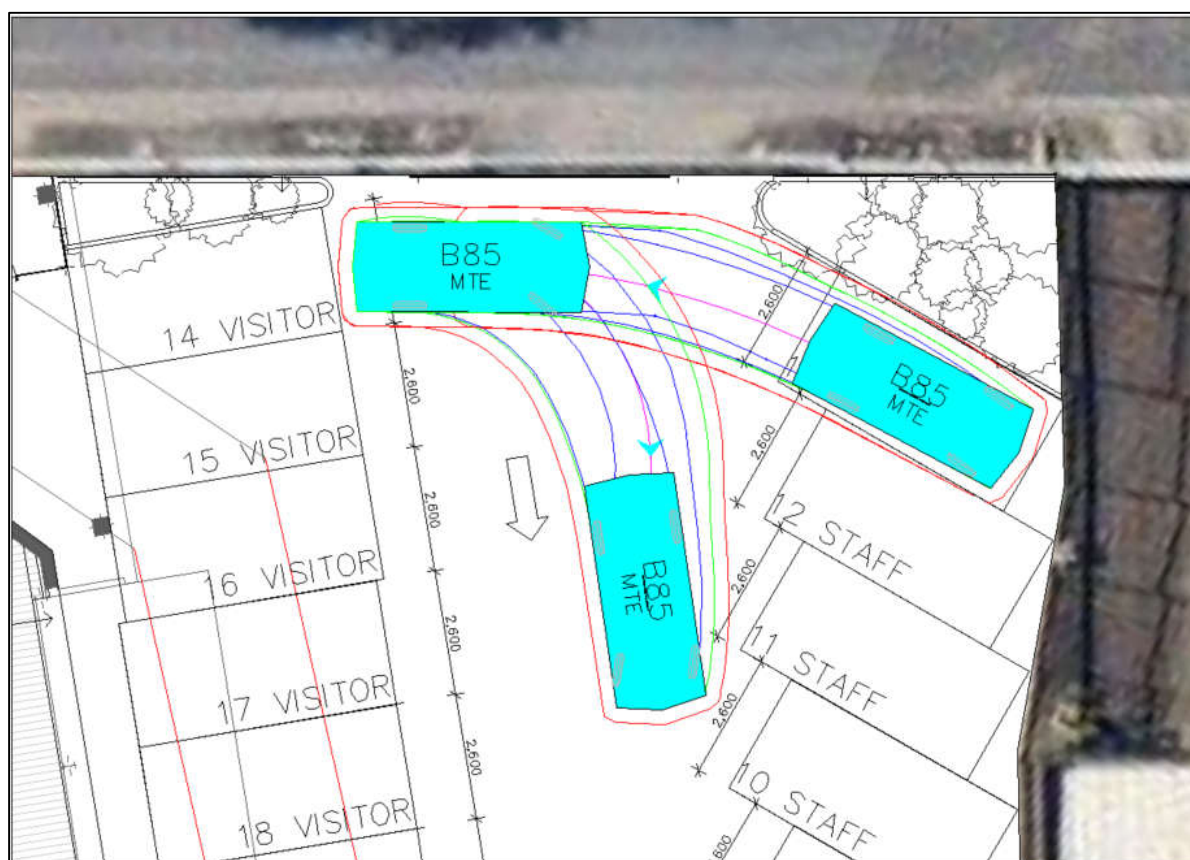 B85
MTE
14 VISITOR
2,600
B85
MTE
2,600
15 VISITOR
2,600
2,600
12 STAFF
16 VISITOR
2,600
2,600
B85
MTE
11 STAFF
17 VISITOR
2,600
2,600
10 STAFF
18 VISITOR
2,600